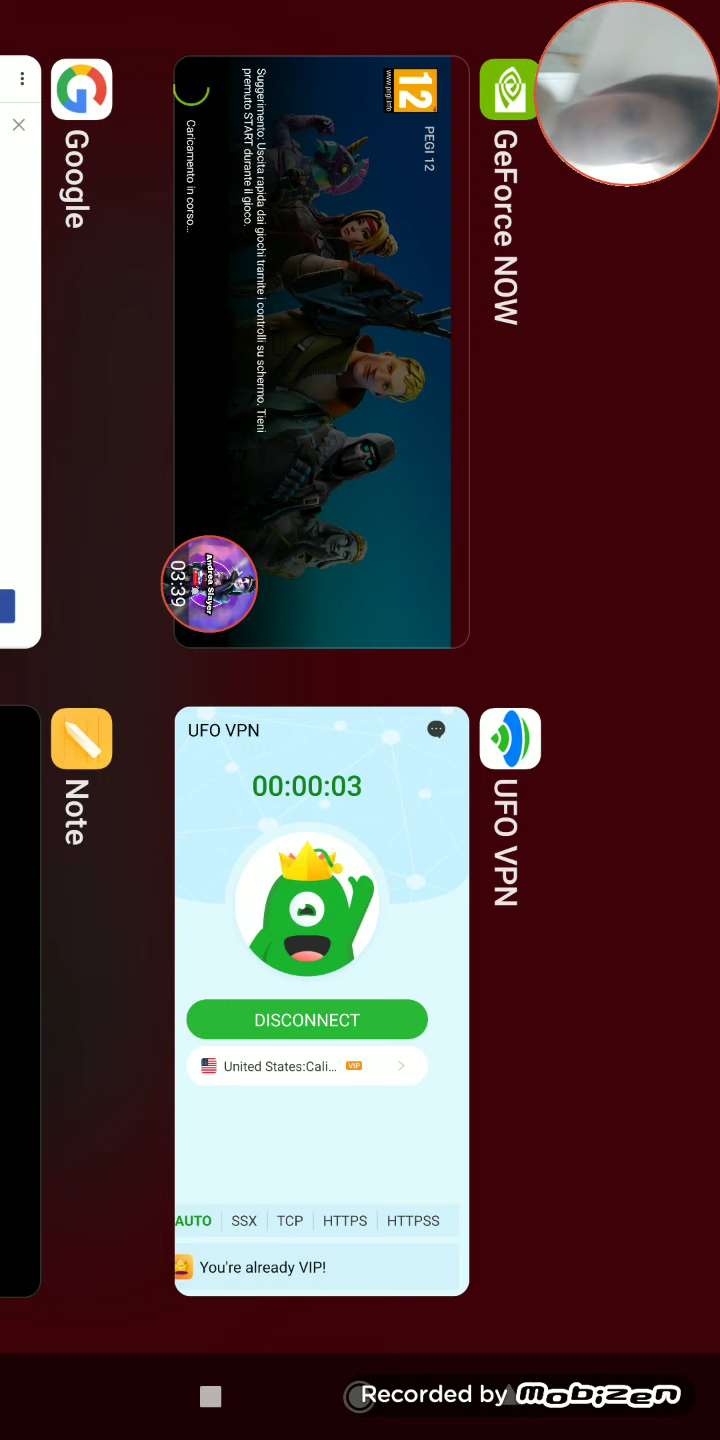 GeForce NOW
12
www.pegi.info
PEGI 12
Suggerimento: Uscita rapida dai giochi tramite i controlli su schermo. Tieni
premuto START durante il gioco.
Caricamento in corso...
Andrea Slayer
03:39
Google
UFO VPN
UFO VPN
00:00:03
DISCONNECT
United States:Cali...
VIP
AUTO
SSX
TCP
HTTPS
HTTPSS
You're already VIP!
Note
Recorded by mobizen